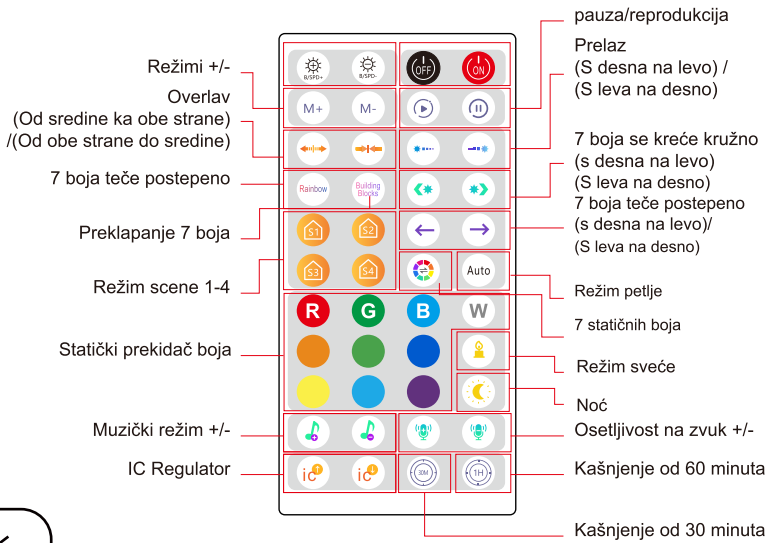 pauza/reprodukcija
Prelaz
(S desna na levo) /
(S leva na desno)
Režimi +/-
Overlav
(Od sredine ka obe strane)
/(Od obe strane do sredine)
7 boja teče postepeno
Preklapanje 7 boja
Režim scene 1-4
Statički prekidač boja
Muzički režim +/-
IC Regulator
B/SPD+
B/SPD-
OFF
ON
M+
M-
Rainbow
Building
Blocks
S1
S2
S3
S4
Auto
R
G
B
W
ic
ic
30M
1H
7 boja se kreće kružno
(s desna na levo)
(S leva na desno)
7 boja teče postepeno
(s desna na levo)/
(S leva na desno)
Režim petlje
7 statičnih boja
Režim sveće
Noć
Osetljivost na zvuk +/-
Kašnjenje od 60 minuta
Kašnjenje od 30 minuta